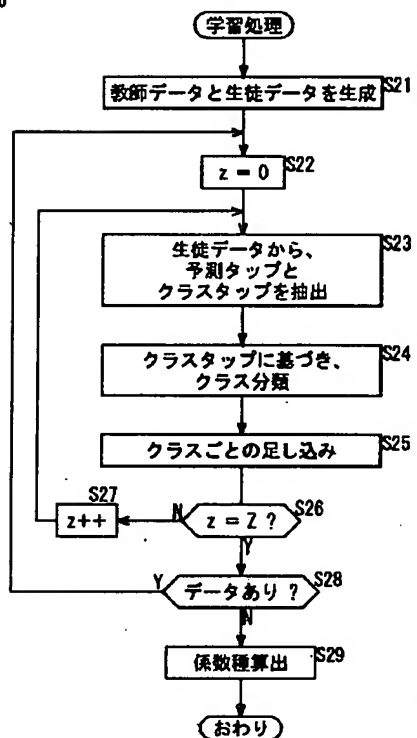 学習処理
S21
教師データと生徒データを生成
S22
z = 0
S23
生徒データから、
予測タップと
クラスタップを抽出
S24
クラスタップに基づき、
クラス分類
S25
クラスごとの足し込み
S27
z++
N
z = Z ?
S26
Y
Y
データあり ?
S28
N
係数種算出
S29
おわり